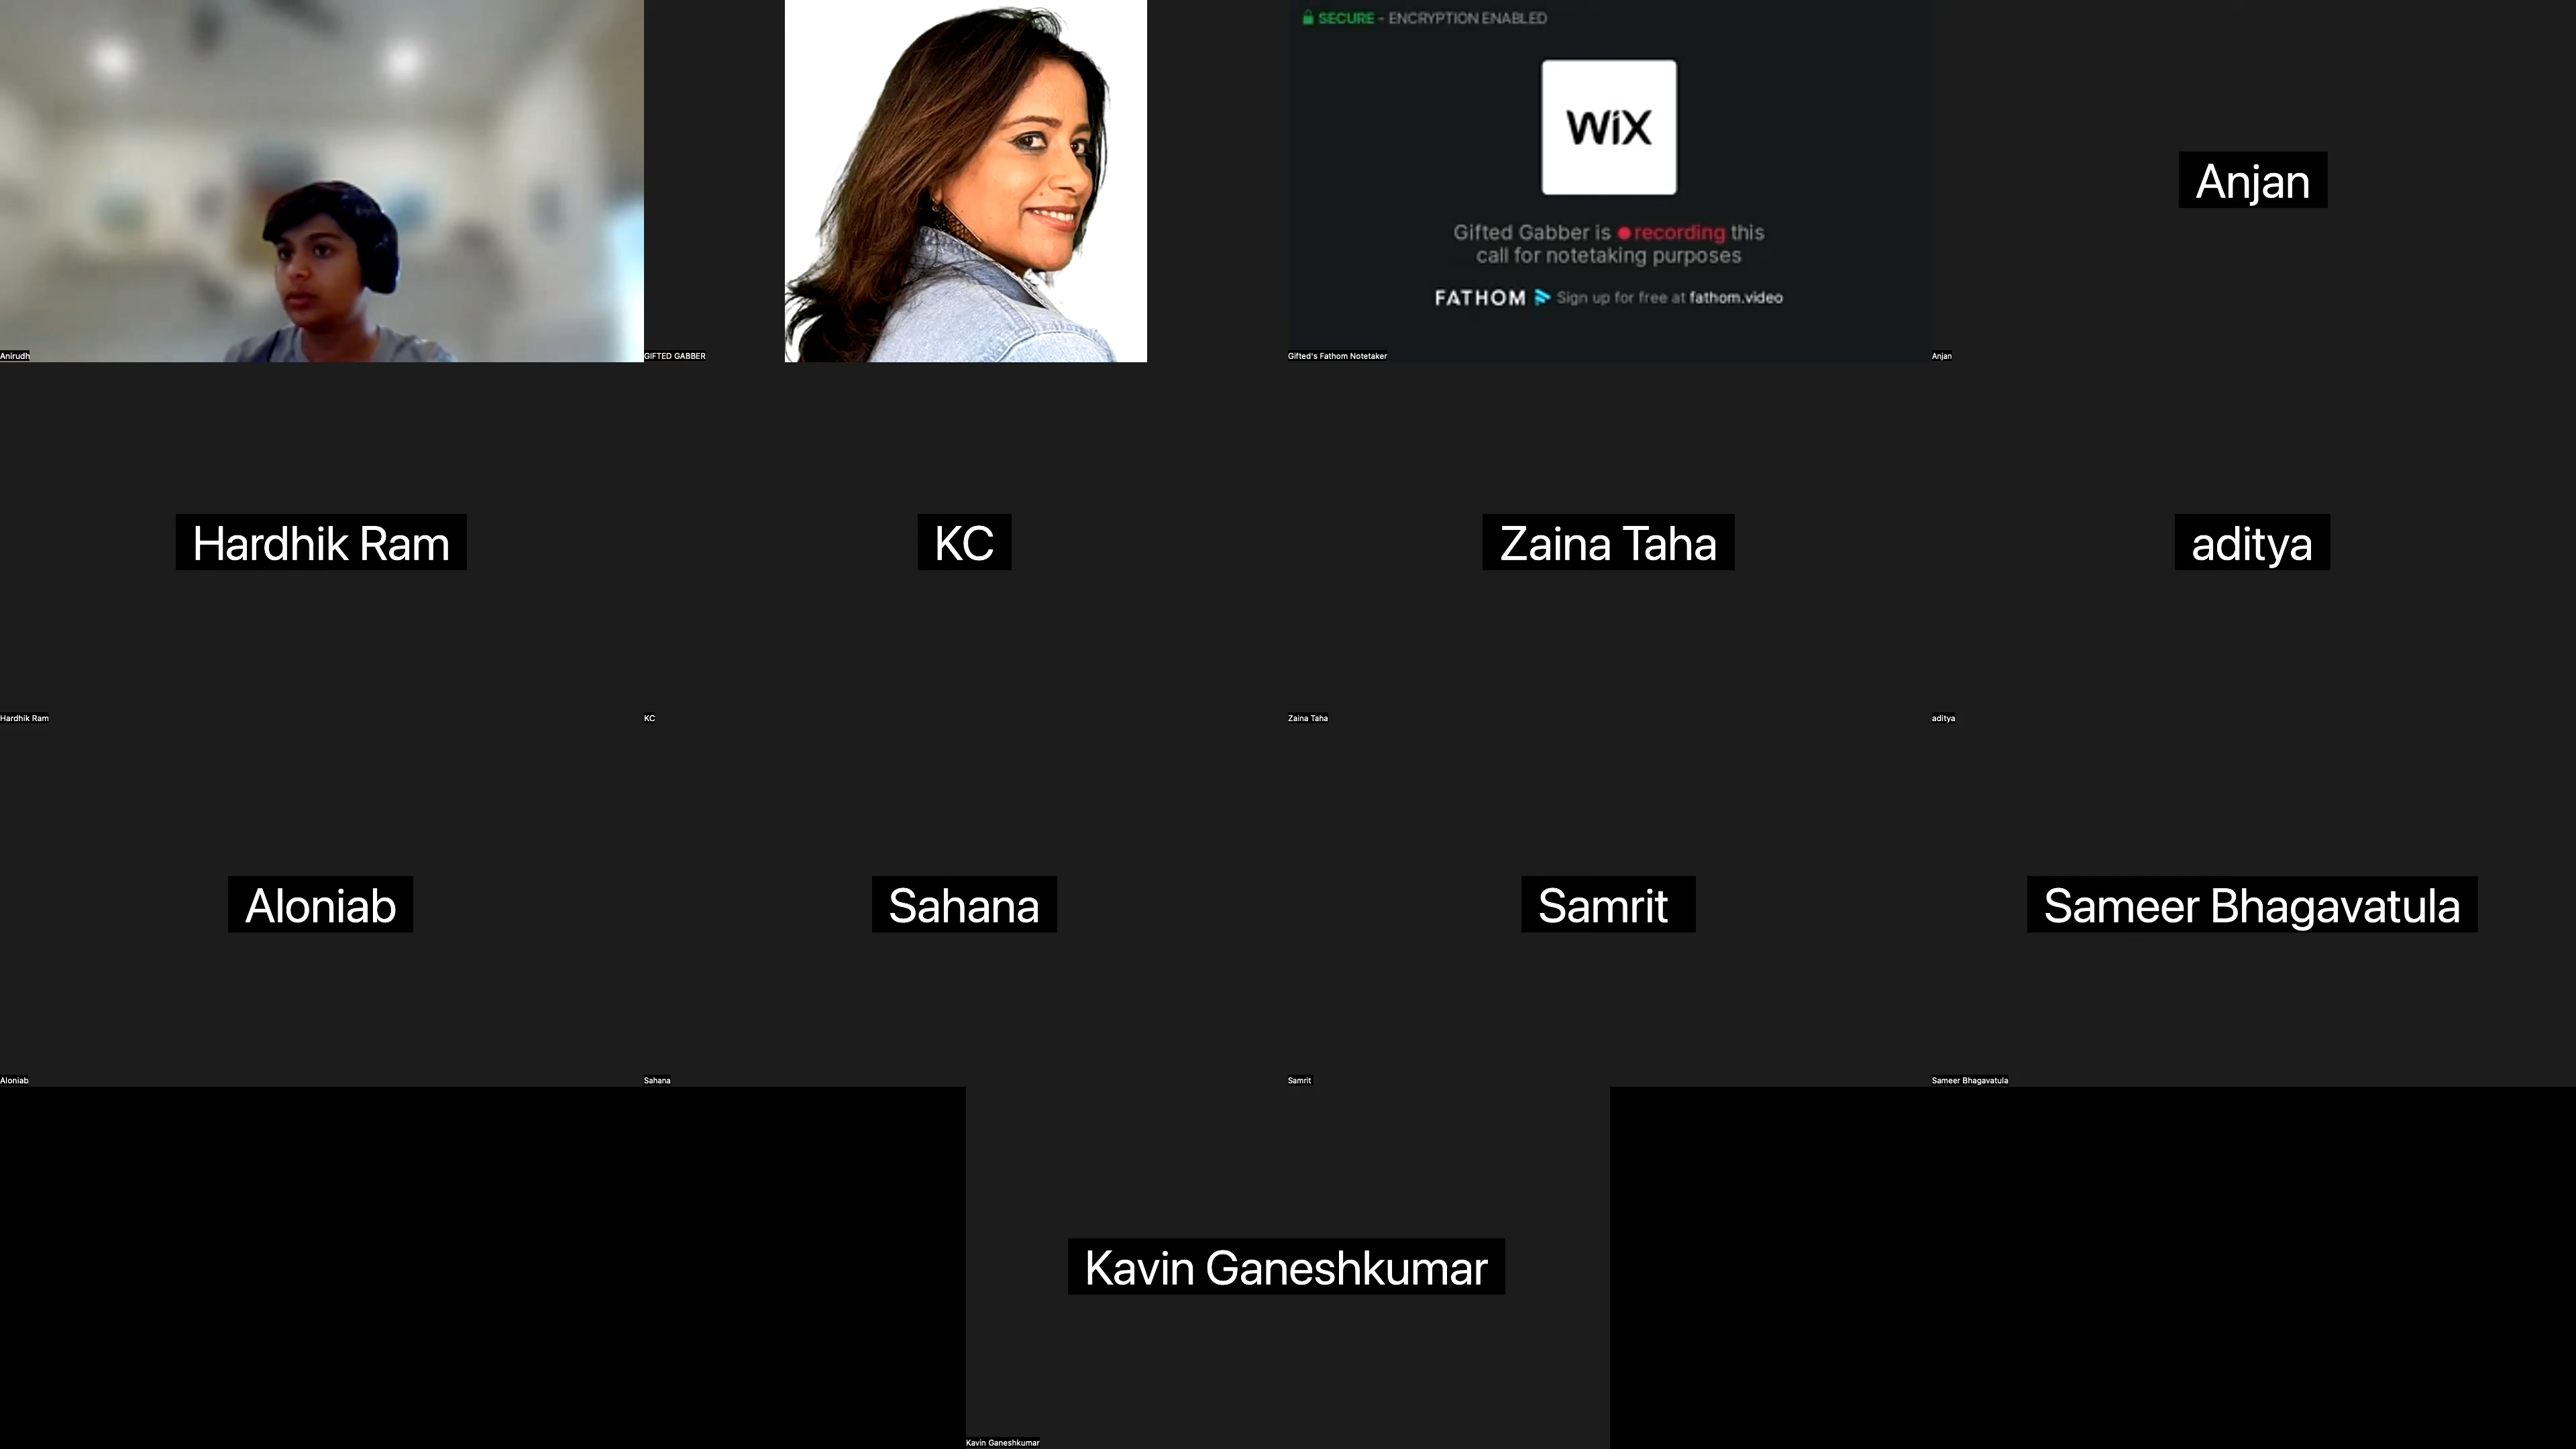 SECURE - ENCRYPTION ENABLED
WiX
Gifted Gabber is recording this
call for notetaking purposes
FATHOM Sign up for free at fathom.video
Anjan
Anirudh
GIFTED GABBER
Gifted's Fathom Notetaker
Anjan
Hardhik Ram
KC
Zaina Taha
aditya
Hardhik Ram
KC
Zaina Taha
aditya
Aloniab
Sahana
Samrit
Sameer Bhagavatula
Aloniab
Sahana
Samrit
Sameer Bhagavatula
Kavin Ganeshkumar
Kavin Ganeshkumar